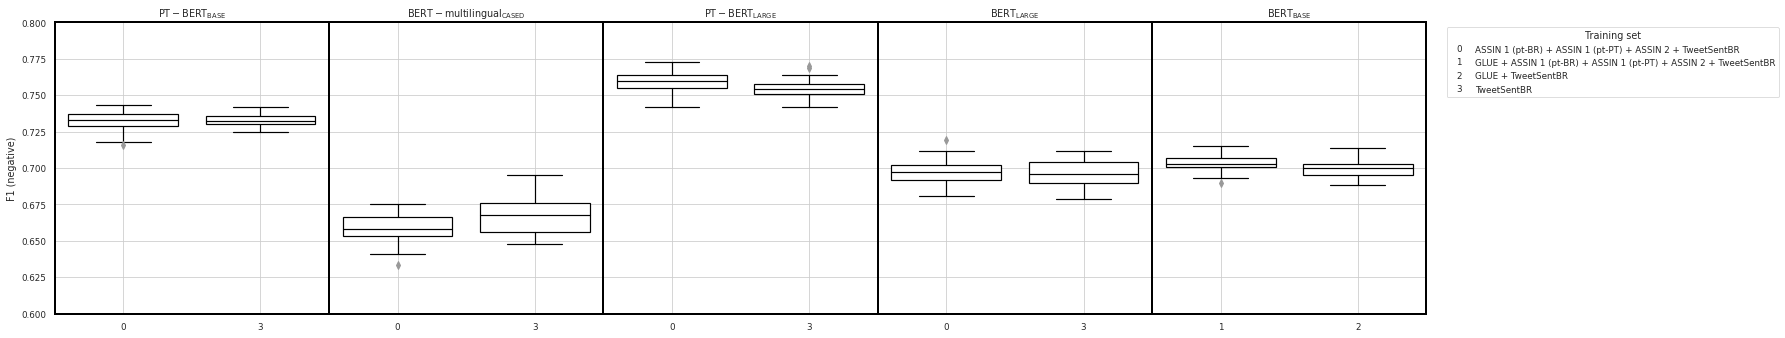 PT − BERT_BASE
BERT − multilingual_CASED
PT − BERT_LARGE
BERT_LARGE
BERT_BASE
F1 (negative)
0.800
0.775
0.750
0.725
0.700
0.675
0.650
0.625
0.600
0 3 0 3 0 3 0 3 1 2
Training set
0 ASSIN 1 (pt-BR) + ASSIN 1 (pt-PT) + ASSIN 2 + TweetSentBR
1 GLUE + ASSIN 1 (pt-BR) + ASSIN 1 (pt-PT) + ASSIN 2 + TweetSentBR
2 GLUE + TweetSentBR
3 TweetSentBR